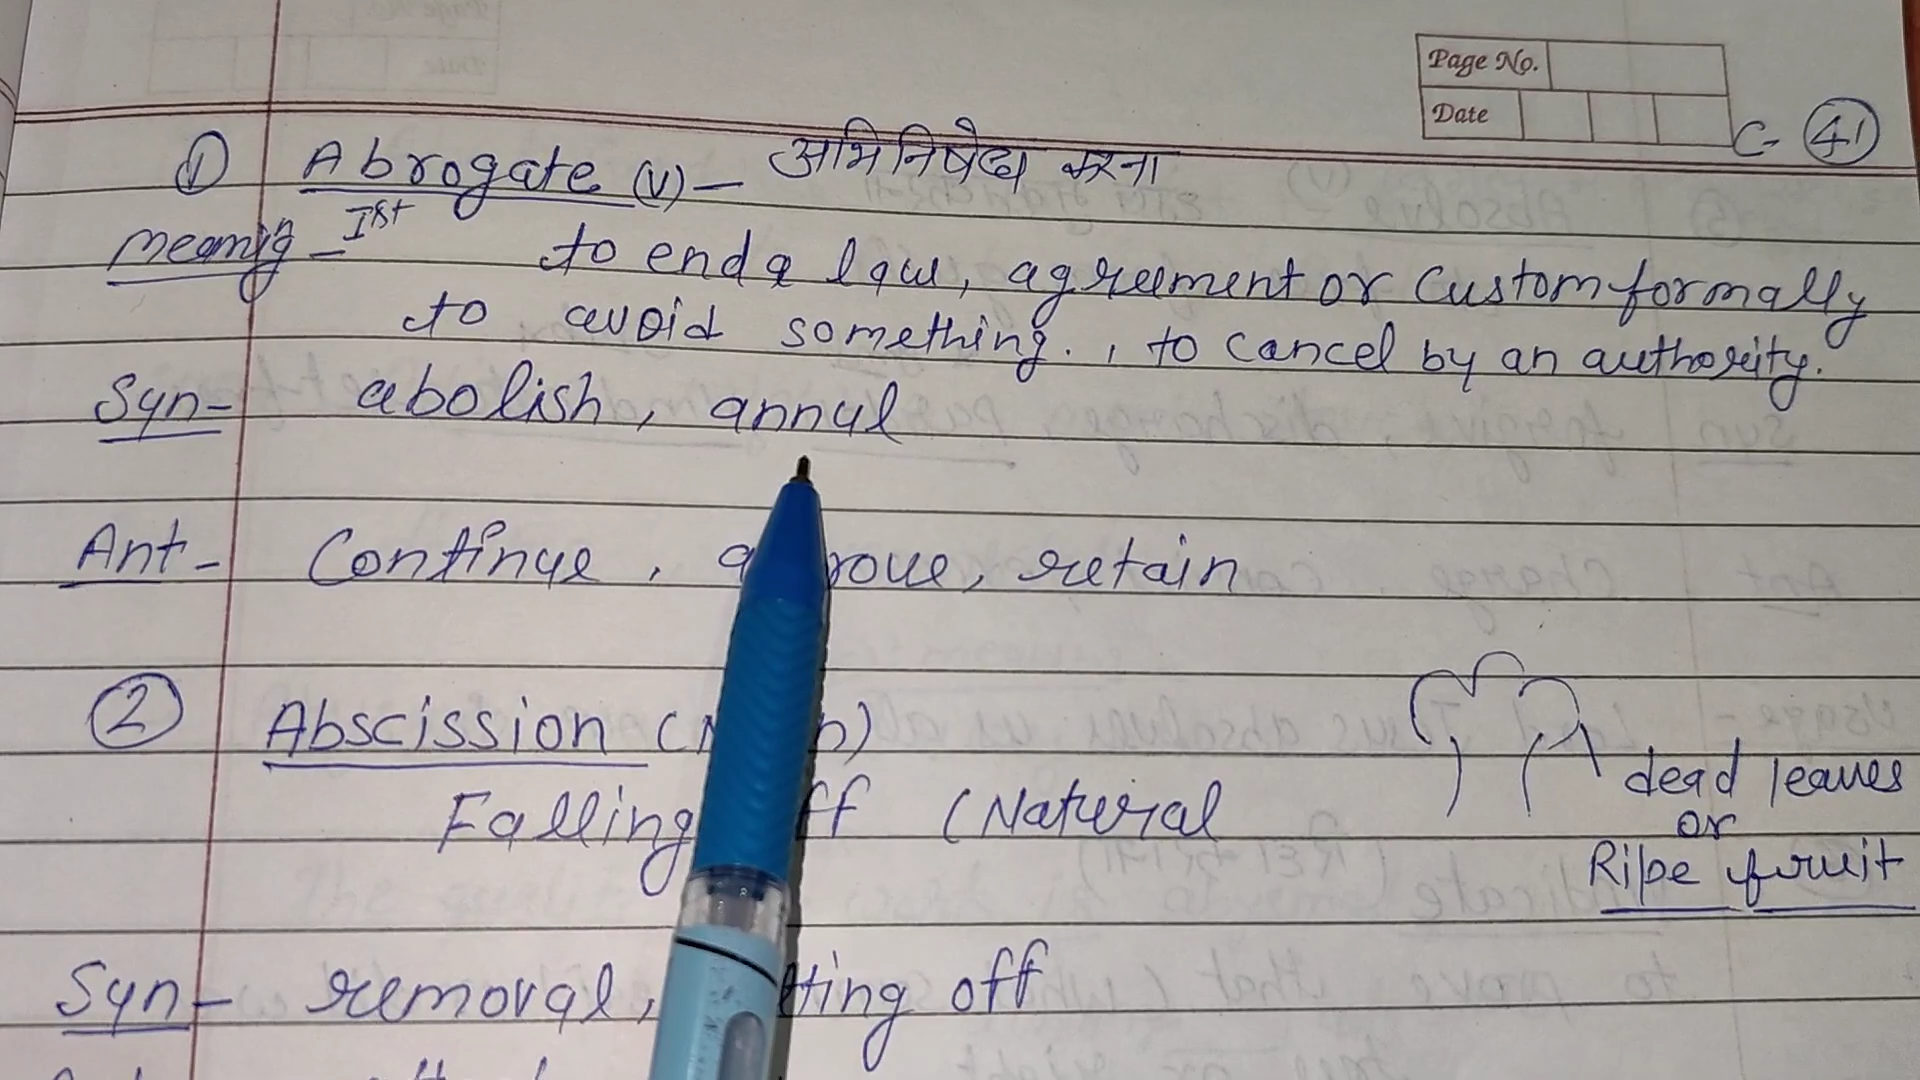 Page No.
Date
C- 41
1 Abrogate (V) - अभिनिषेध करना
Meaning - Ist to end a law, agreement or custom formally
to avoid something. , to cancel by an authority.
Syn- abolish, annul
Ant- Continue, retain
2 Abscission
Falling (Natural
dead leaves
or
Ripe fruit
Syn- removal, off